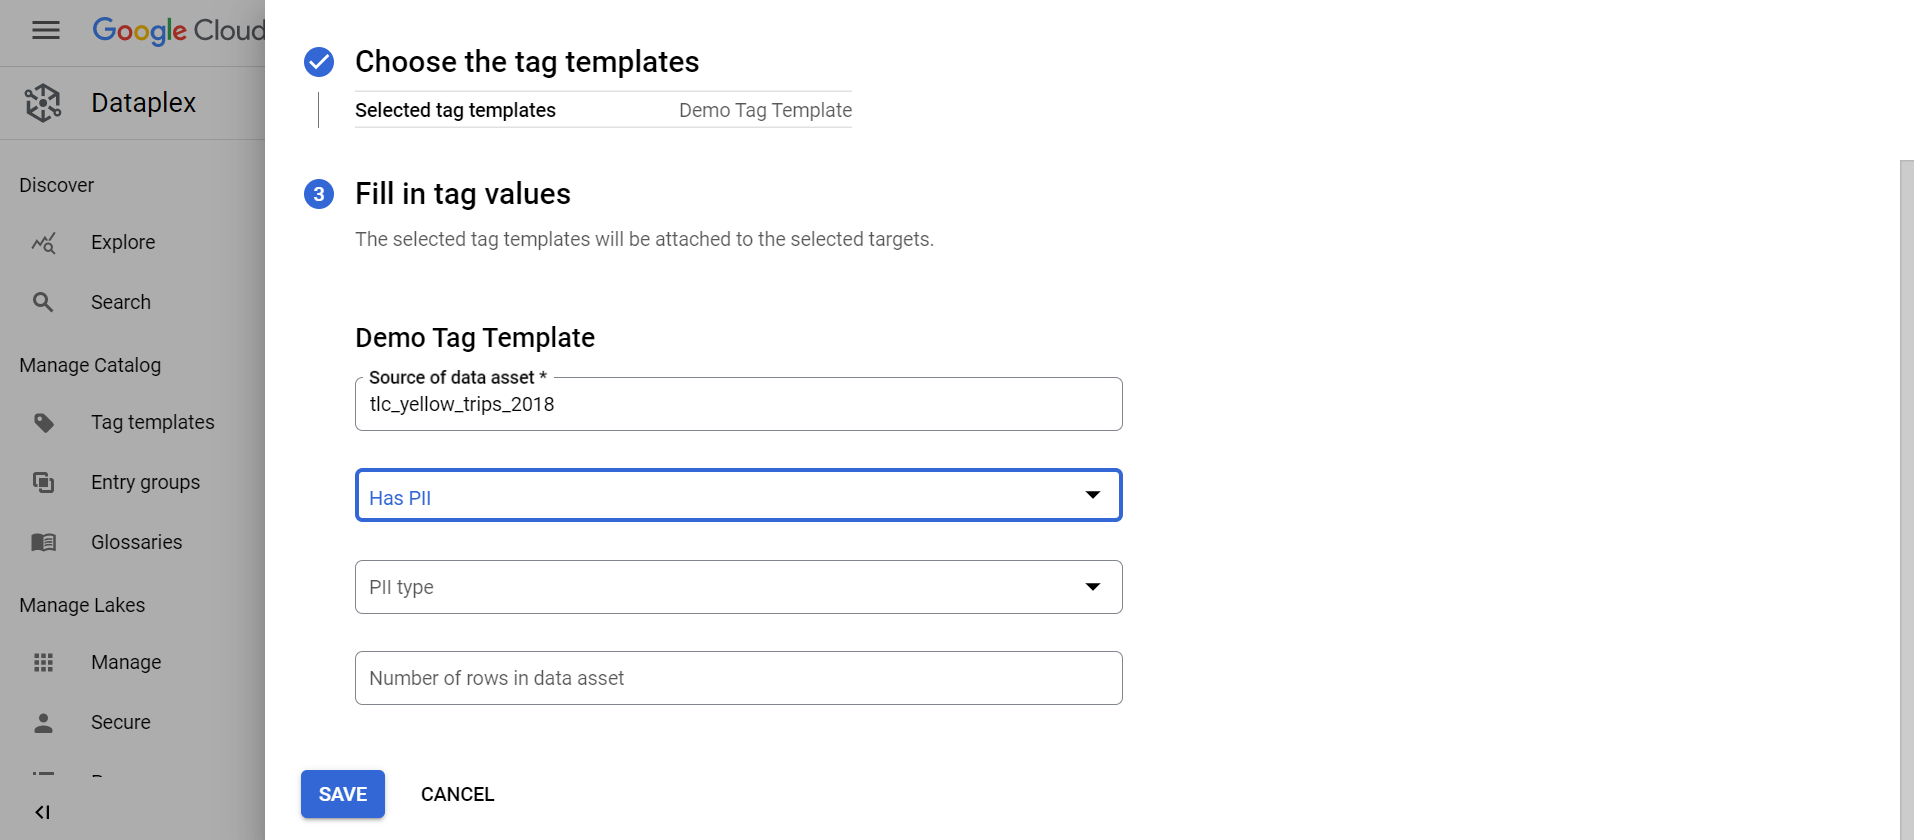 Google Cloud
Dataplex
Discover
Explore
Search
Manage Catalog
Tag templates
Entry groups
Glossaries
Manage Lakes
Manage
Secure
Choose the tag templates
Selected tag templates Demo Tag Template
3 Fill in tag values
The selected tag templates will be attached to the selected targets.
Demo Tag Template
Source of data asset *
tlc_yellow_trips_2018
Has PII
PII type
Number of rows in data asset
SAVE CANCEL